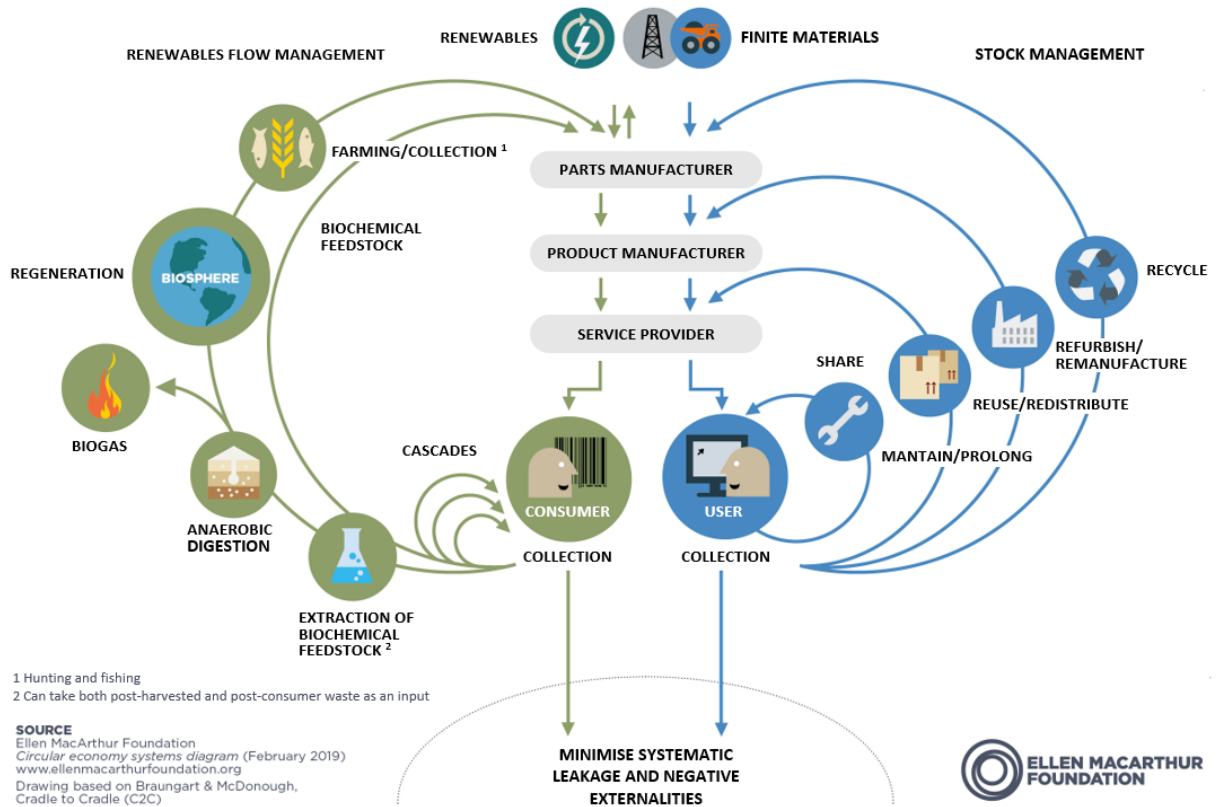 RENEWABLES
FINITE MATERIALS
RENEWABLES FLOW MANAGEMENT
STOCK MANAGEMENT
FARMING/COLLECTION 1
PARTS MANUFACTURER
BIOCHEMICAL
FEEDSTOCK
PRODUCT MANUFACTURER
REGENERATION
BIOSPHERE
RECYCLE
SERVICE PROVIDER
REFURBISH/
REMANUFACTURE
SHARE
REUSE/REDISTRIBUTE
BIOGAS
CASCADES
MANTAIN/PROLONG
CONSUMER
USER
ANAEROBIC
DIGESTION
COLLECTION
COLLECTION
EXTRACTION OF
BIOCHEMICAL
FEEDSTOCK 2
1 Hunting and fishing
2 Can take both post-harvested and post-consumer waste as an input
SOURCE
Ellen MacArthur Foundation
Circular economy systems diagram (February 2019)
www.ellenmacarthurfoundation.org
Drawing based on Braungart & McDonough,
Cradle to Cradle (C2C)
MINIMISE SYSTEMATIC
LEAKAGE AND NEGATIVE
EXTERNALITIES
ELLEN MACARTHUR
FOUNDATION